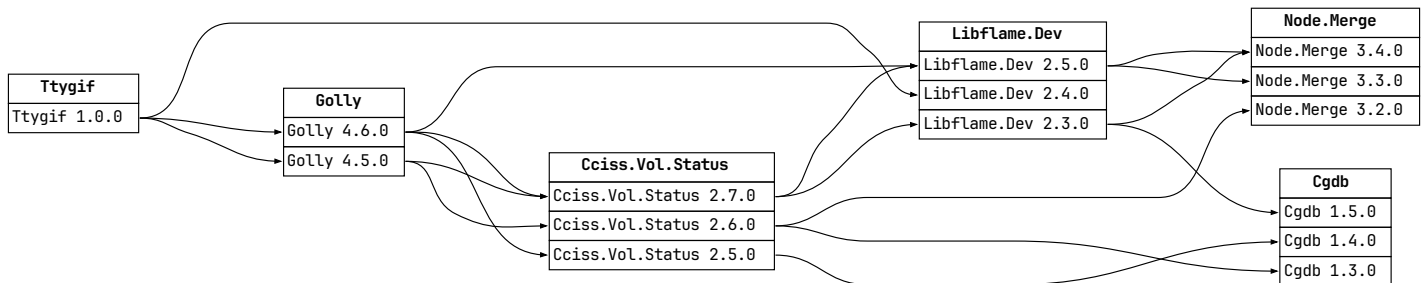 Ttygif
Ttygif 1.0.0
Golly
Golly 4.6.0
Golly 4.5.0
Cciss.Vol.Status
Cciss.Vol.Status 2.7.0
Cciss.Vol.Status 2.6.0
Cciss.Vol.Status 2.5.0
Libflame.Dev
Libflame.Dev 2.5.0
Libflame.Dev 2.4.0
Libflame.Dev 2.3.0
Node.Merge
Node.Merge 3.4.0
Node.Merge 3.3.0
Node.Merge 3.2.0
Cgdb
Cgdb 1.5.0
Cgdb 1.4.0
Cgdb 1.3.0